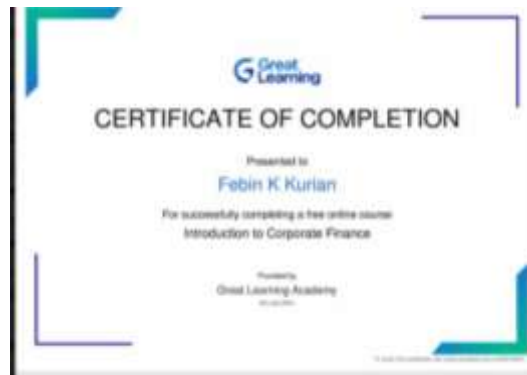 Great
Learning
CERTIFICATE OF COMPLETION
Presented to
Febin K Kurian
For successfully completing a free online course
Introduction to Corporate Finance
Provided by
Great Learning Academy